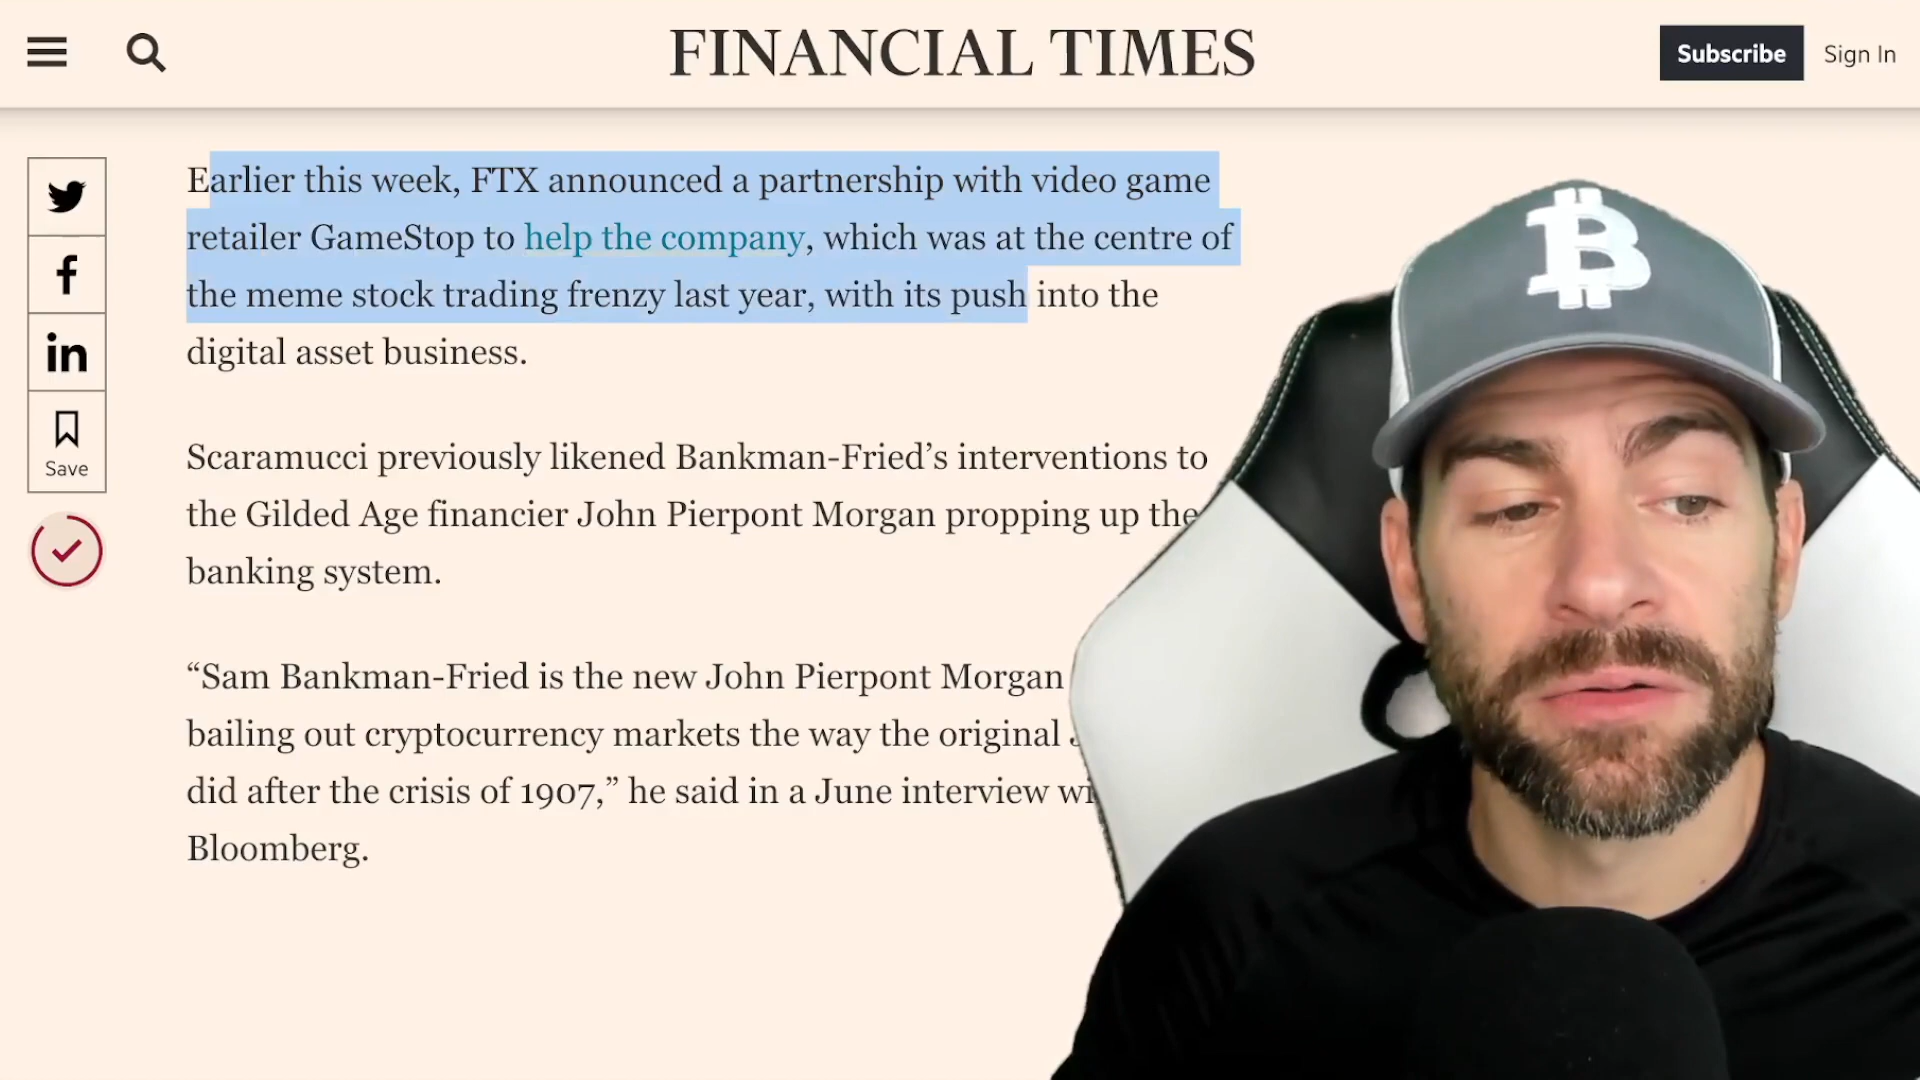 FINANCIAL TIMES
Subscribe
Sign In
Save
Earlier this week, FTX announced a partnership with video game
retailer GameStop to help the company, which was at the centre of
the meme stock trading frenzy last year, with its push into the
digital asset business.
Scaramucci previously likened Bankman-Fried’s interventions to
the Gilded Age financier John Pierpont Morgan propping up the
banking system.
“Sam Bankman-Fried is the new John Pierpont Morgan
bailing out cryptocurrency markets the way the original
did after the crisis of 1907,” he said in a June interview
Bloomberg.